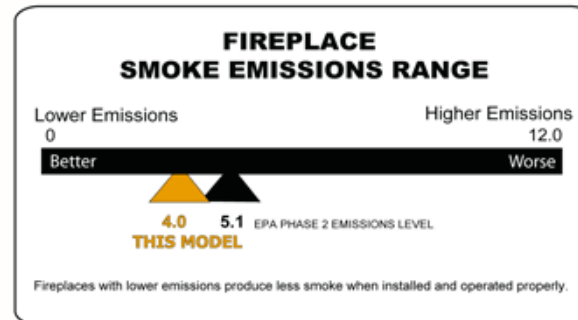 FIREPLACE
SMOKE EMISSIONS RANGE
Lower Emissions Higher Emissions
0 12.0
Better Worse
4.0 5.1 EPA PHASE 2 EMISSIONS LEVEL
THIS MODEL
Fireplaces with lower emissions produce less smoke when installed and operated properly.